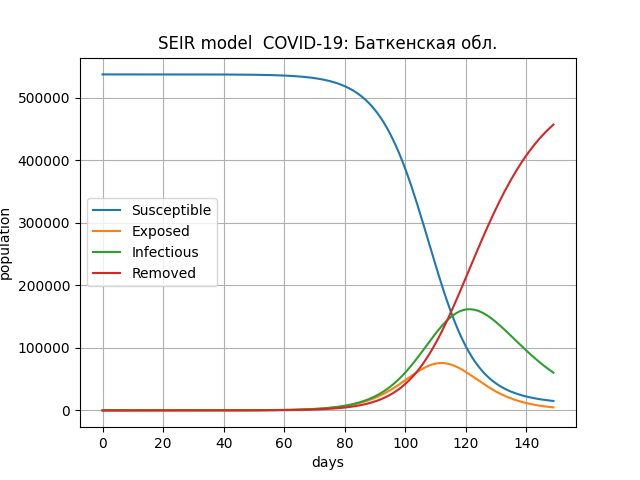 SEIR model  COVID-19: Баткенская обл.
population
500000
400000
300000
200000
100000
0
Susceptible
Exposed
Infectious
Removed
0 20 40 60 80 100 120 140
days